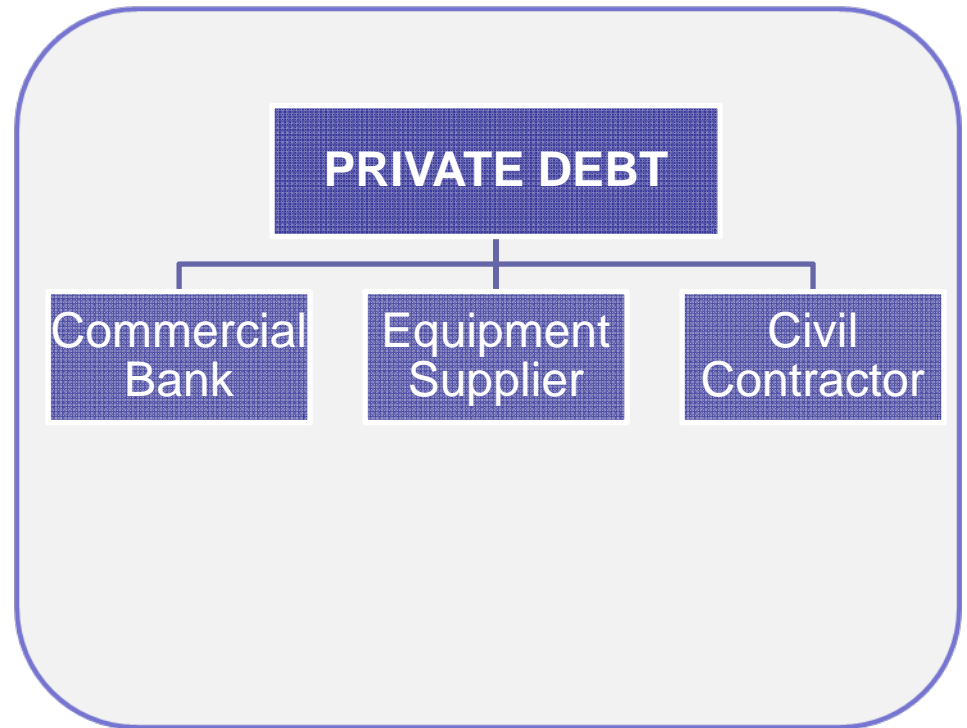 PRIVATE DEBT
Commercial
Bank
Equipment
Supplier
Civil
Contractor